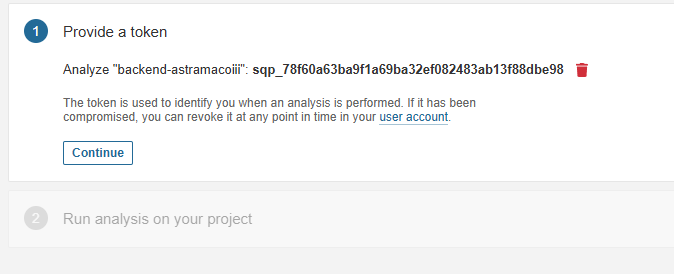 1 Provide a token
Analyze "backend-astramacoiii": sqp_78f60a63ba9f1a69ba32ef082483ab13f88dbe98
The token is used to identify you when an analysis is performed. If it has been
compromised, you can revoke it at any point in time in your user account.
Continue
2 Run analysis on your project